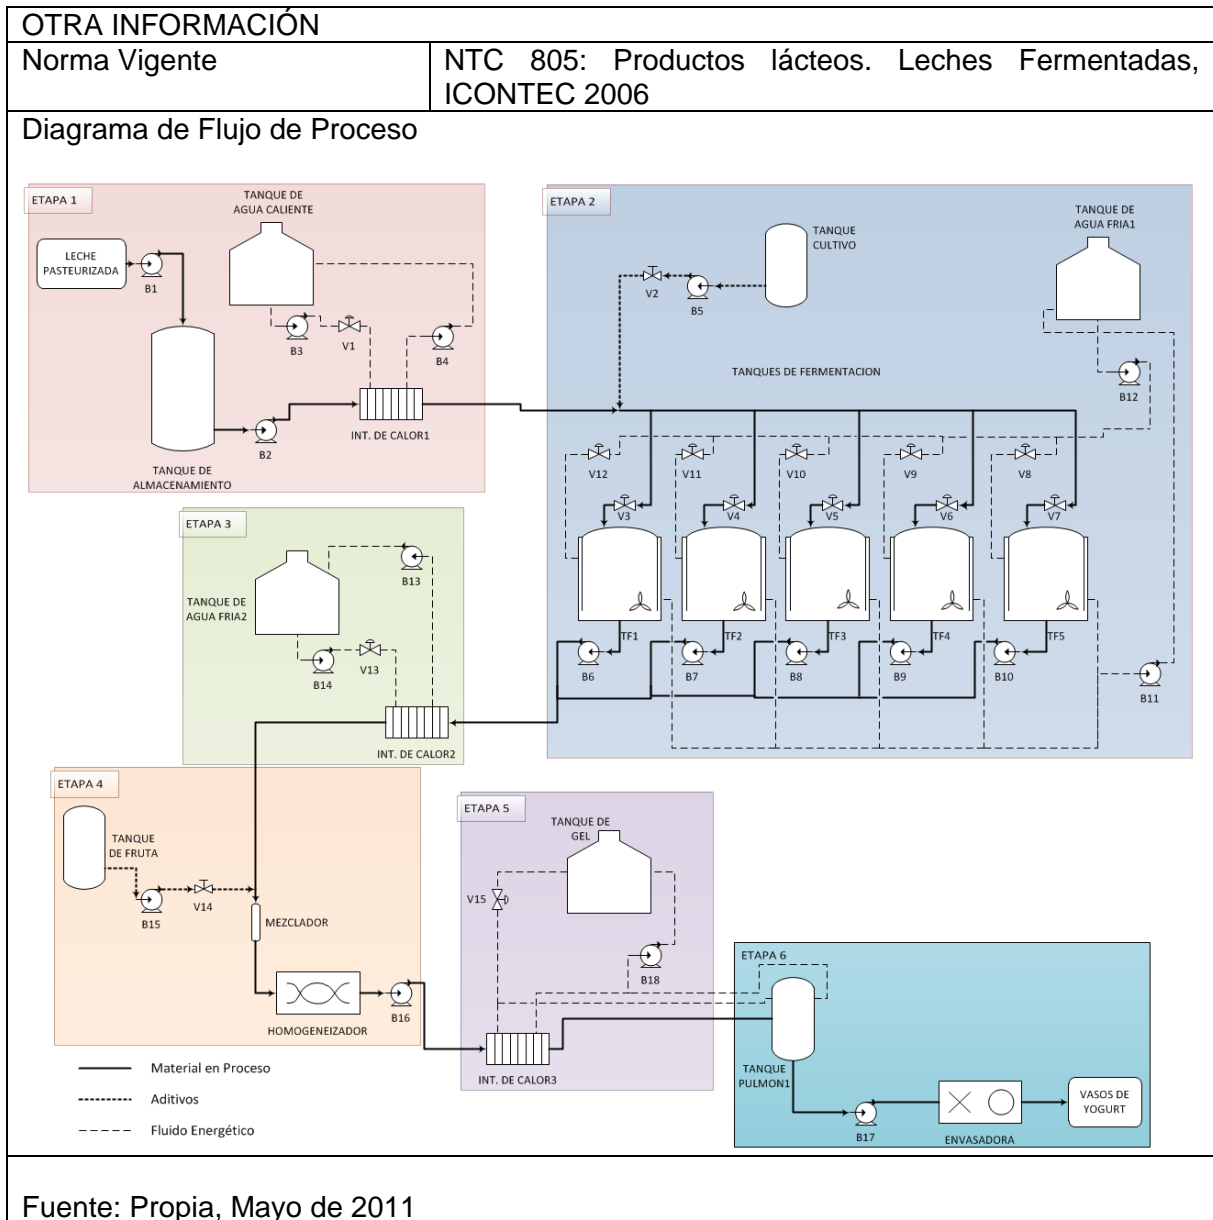 OTRA INFORMACIÓN
Norma Vigente
NTC 805: Productos lácteos. Leches Fermentadas,
ICONTEC 2006
Diagrama de Flujo de Proceso
ETAPA 1
TANQUE DE
AGUA CALIENTE
LECHE
PASTEURIZADA
B1
B3
V1
B4
B2
INT. DE CALOR1
TANQUE DE
ALMACENAMIENTO
ETAPA 2
TANQUE
CULTIVO
V2
B5
TANQUE DE
AGUA FRIA1
TANQUES DE FERMENTACION
B12
V12
V11
V10
V9
V8
V3
V4
V5
V6
V7
TF1
TF2
TF3
TF4
TF5
B6
B7
B8
B9
B10
B11
ETAPA 3
B13
TANQUE DE
AGUA FRIA2
B14
V13
INT. DE CALOR2
ETAPA 4
TANQUE
DE FRUTA
B15
V14
MEZCLADOR
HOMOGENEIZADOR
B16
ETAPA 5
TANQUE DE
GEL
V15
B18
INT. DE CALOR3
ETAPA 6
TANQUE
PULMON1
B17
ENVASADORA
VASOS DE
YOGURT
Material en Proceso
Aditivos
Fluido Energético
Fuente: Propia, Mayo de 2011